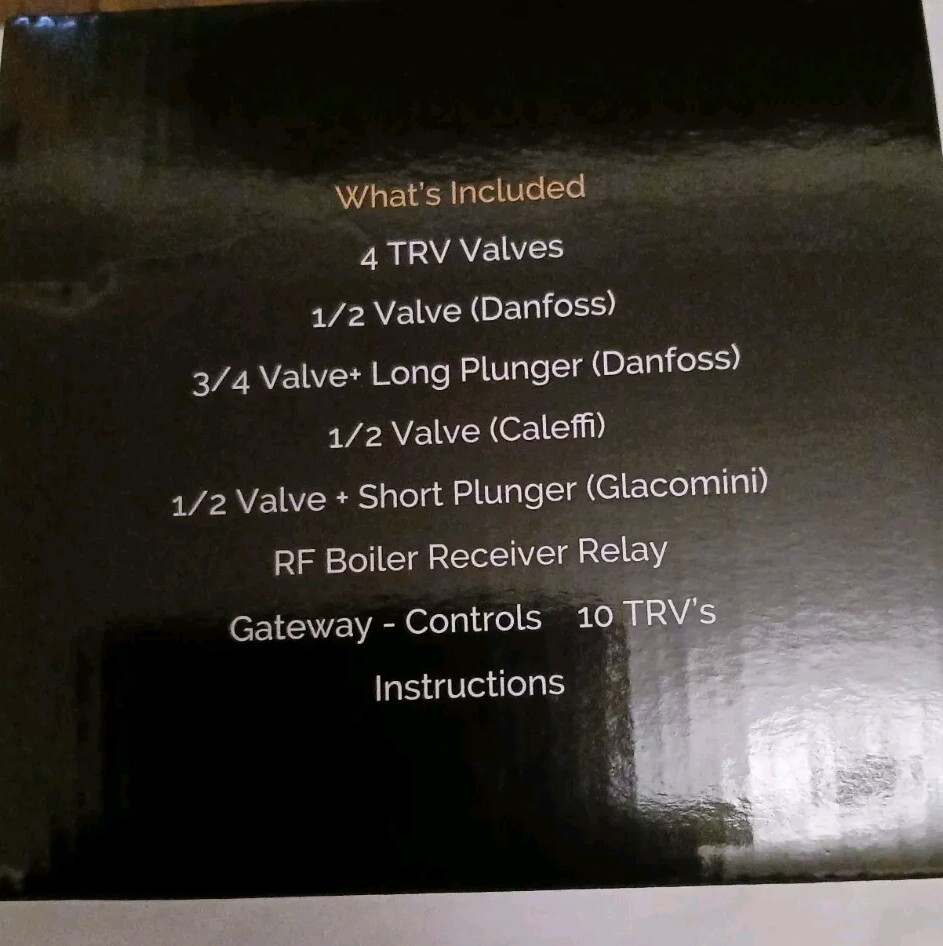 What's Included
4 TRV Valves
1/2 Valve (Danfoss)
3/4 Valve+ Long Plunger (Danfoss)
1/2 Valve (Caleffi)
1/2 Valve + Short Plunger (Glacomini)
RF Boiler Receiver Relay
Gateway - Controls 10 TRV's
Instructions